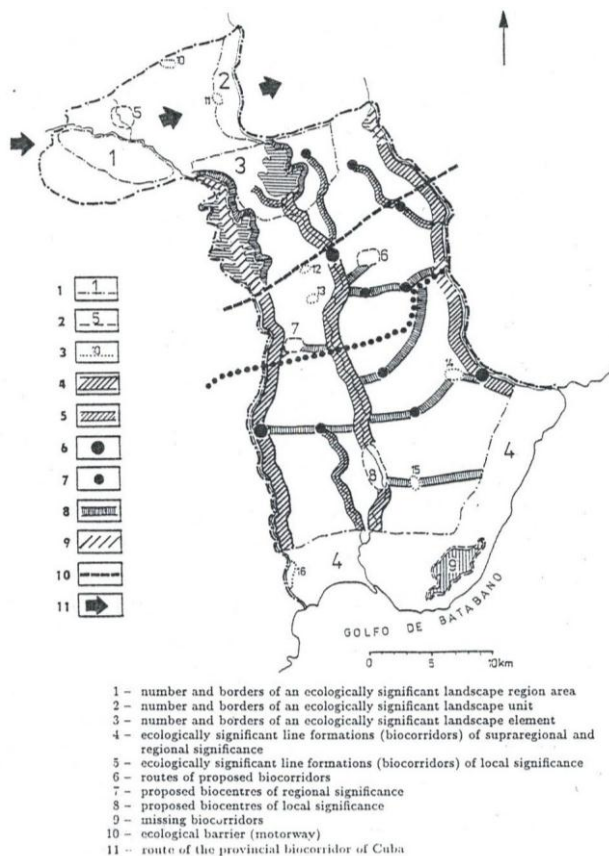 10
2
11
5
1
3
6
12
13
7
14
4
8
15
9
4
16
GOLFO DE BATABANO
0 5 10km
1 1
2 5
3 10
4
5
6
7
8
9
10
11
1 – number and borders of an ecologically significant landscape region area
2 – number and borders of an ecologically significant landscape unit
3 – number and borders of an ecologically significant landscape element
4 – ecologically significant line formations (biocorridors) of supraregional and
regional significance
5 – ecologically significant line formations (biocorridors) of local significance
6 – routes of proposed biocorridors
7 – proposed biocentres of regional significance
8 – proposed biocentres of local significance
9 – missing biocorridors
10 – ecological barrier (motorway)
11 – route of the provincial biocorridor of Cuba